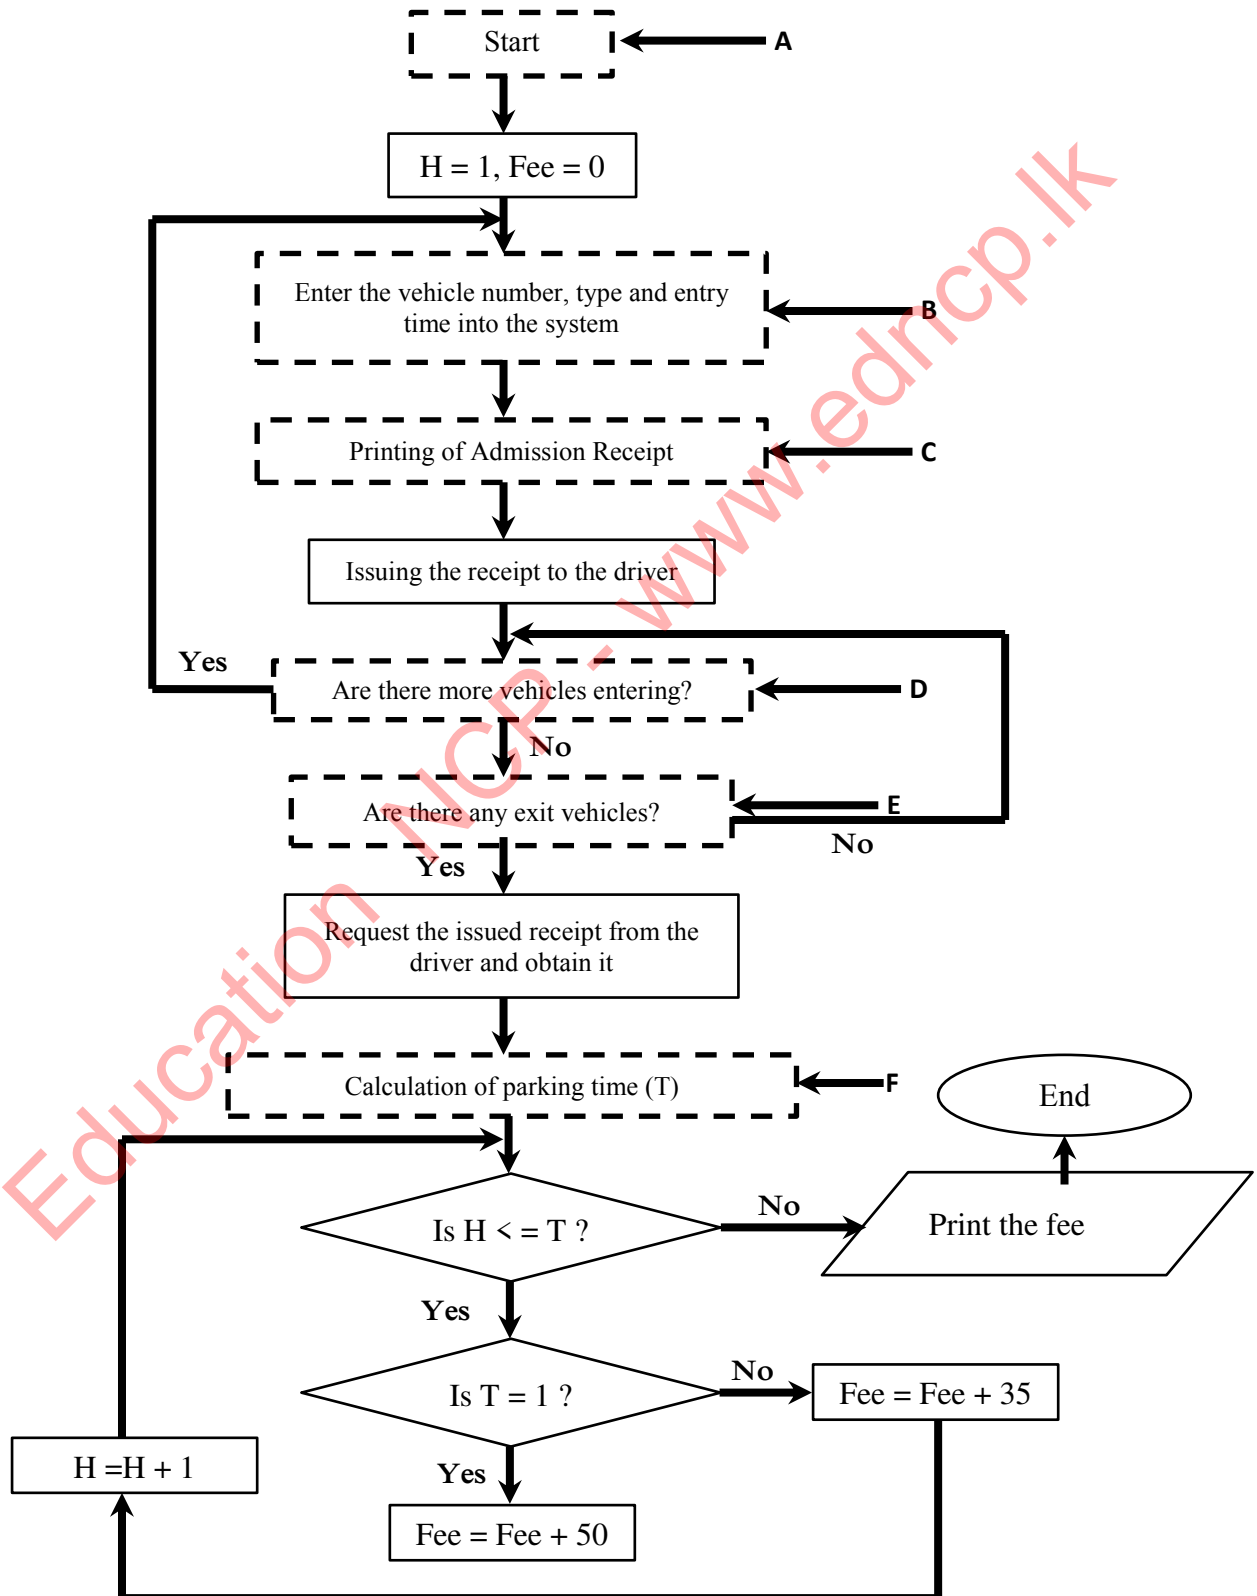 Start
A
H = 1, Fee = 0
Enter the vehicle number, type and entry
time into the system
B
Printing of Admission Receipt
C
Issuing the receipt to the driver
Yes
Are there more vehicles entering?
D
No
Are there any exit vehicles?
E
No
Yes
Request the issued receipt from the
driver and obtain it
Calculation of parking time (T)
F
End
Is H < = T ?
No
Print the fee
Yes
Is T = 1 ?
No
Fee = Fee + 35
H =H + 1
Yes
Fee = Fee + 50
Education NCP - www.edncp.lk